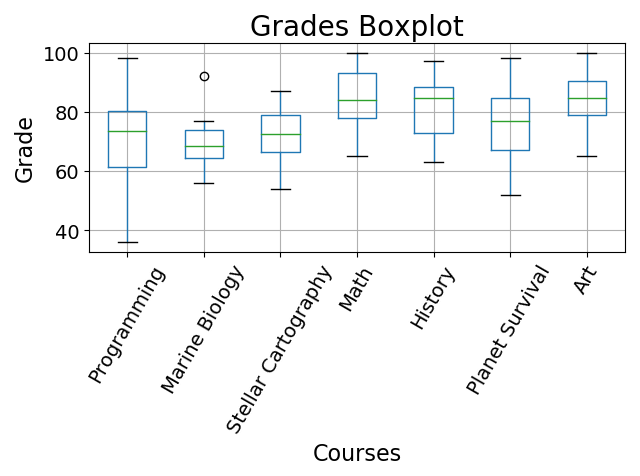 Grades Boxplot
Grade
100
80
60
40
Programming
Marine Biology
Stellar Cartography
Math
History
Planet Survival
Art
Courses